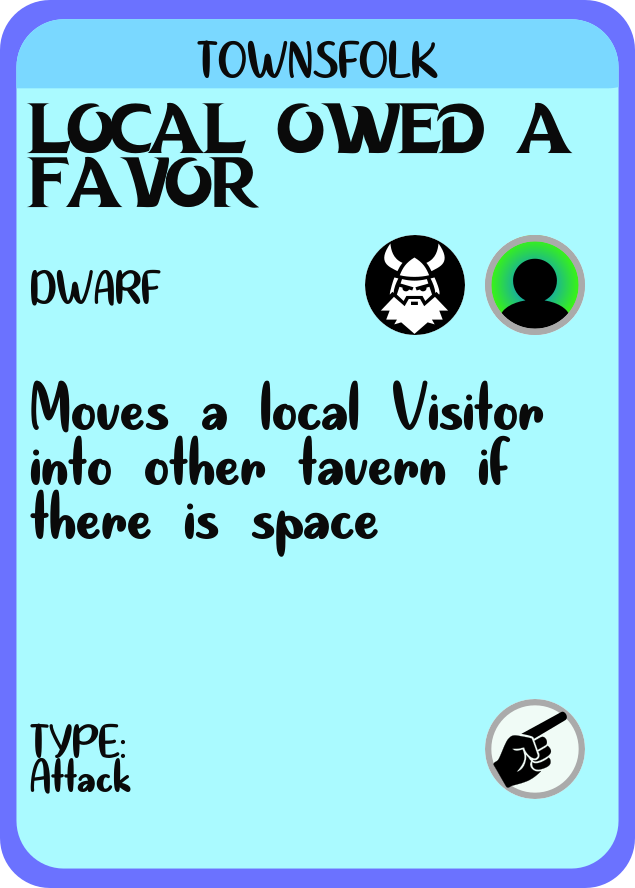 TOWNSFOLK
LOCAL OWED A
FAVOR
DWARF
Moves a local Visitor
into other tavern if
there is space
TYPE:
Attack